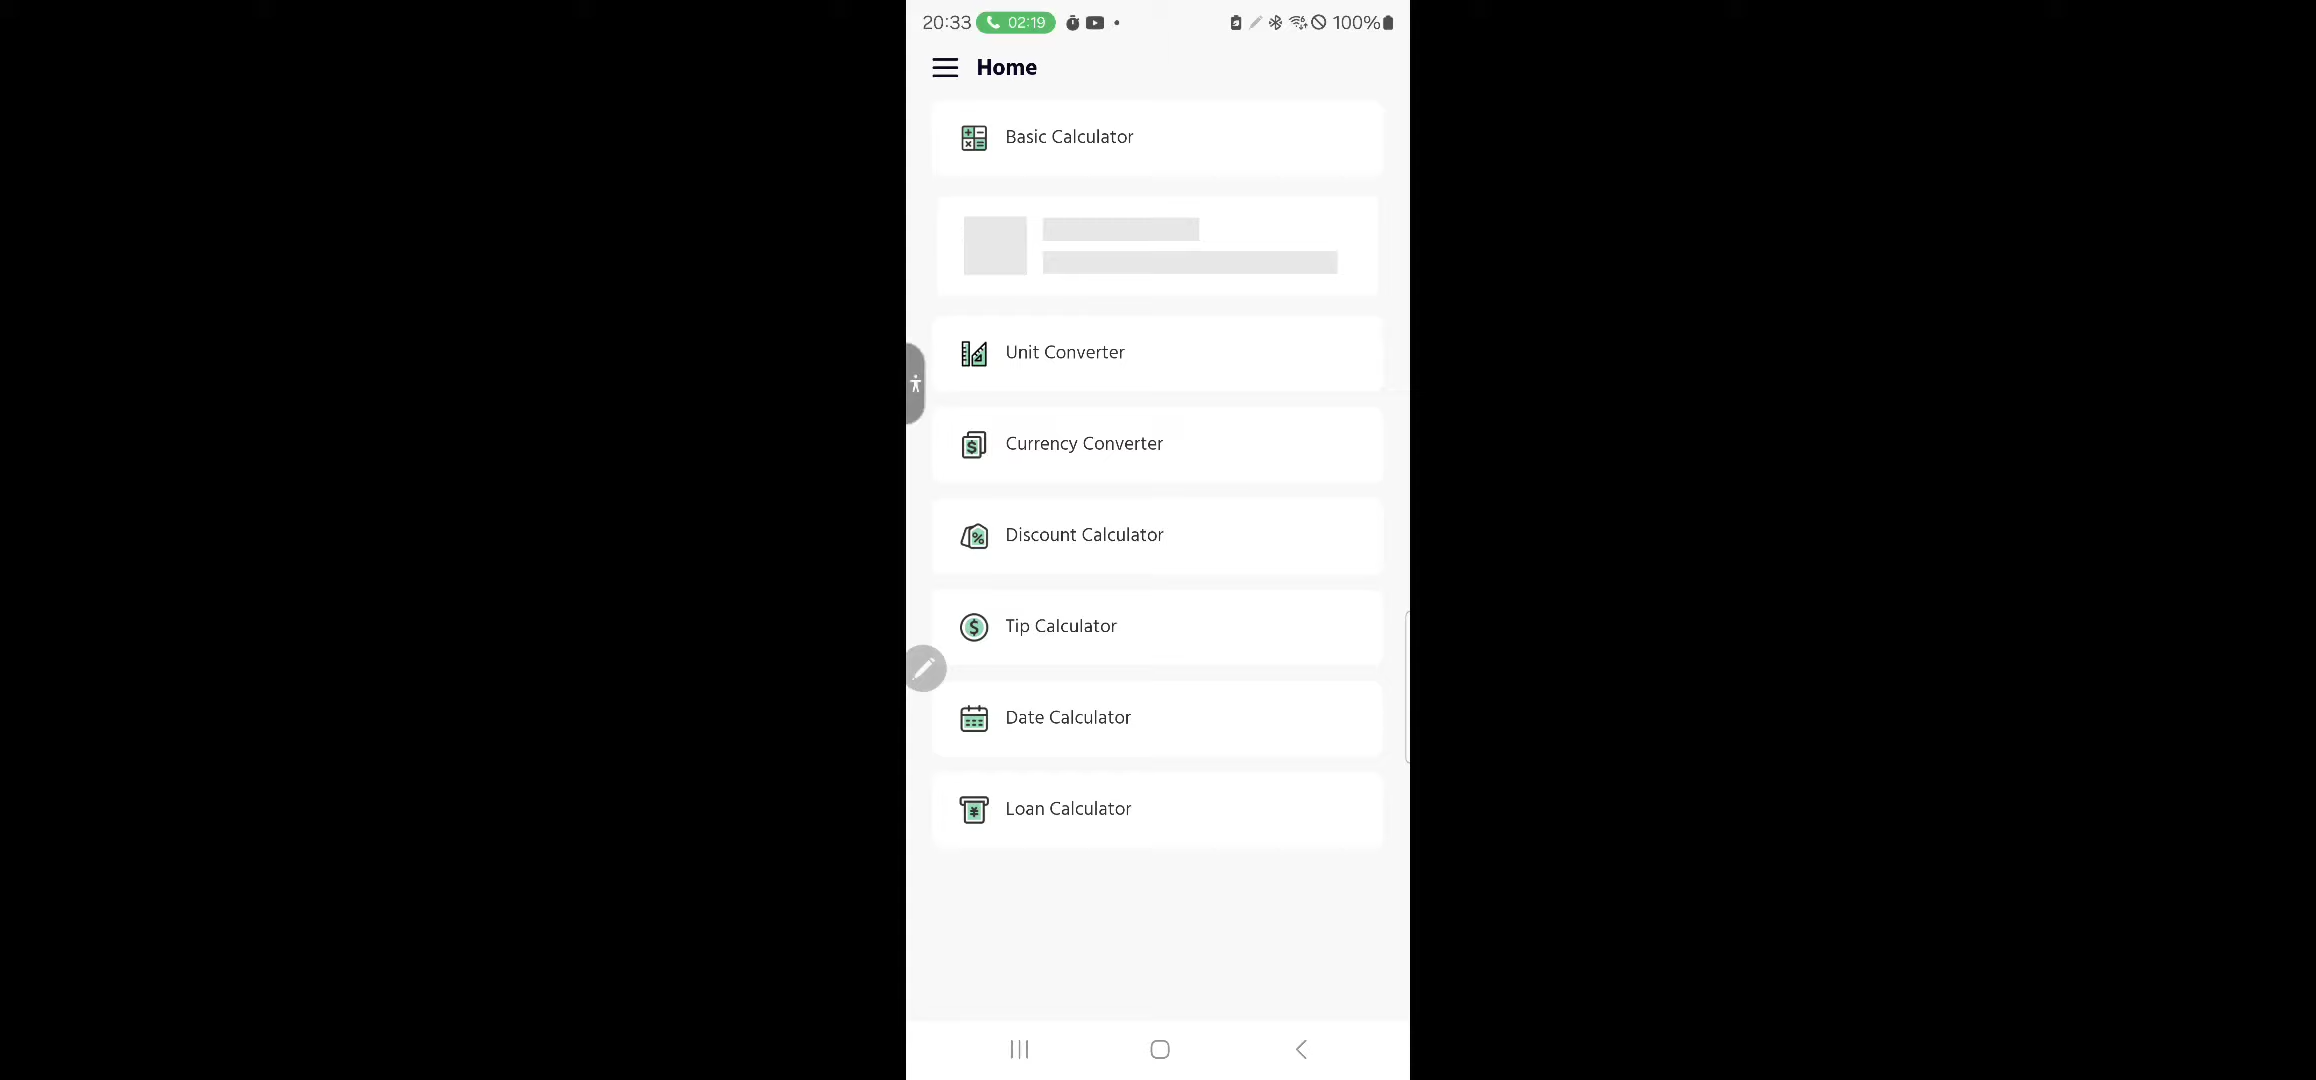 20:33 02:19 100%
Home
Basic Calculator
Unit Converter
Currency Converter
Discount Calculator
Tip Calculator
Date Calculator
Loan Calculator